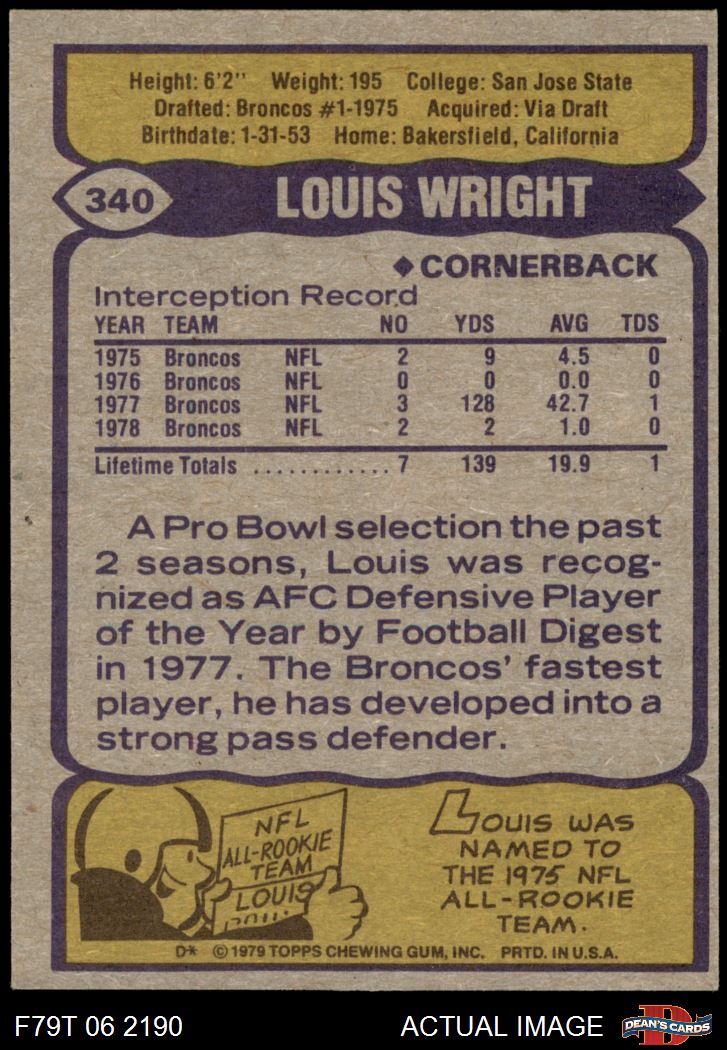 Height: 6'2" Weight: 195 College: San Jose State
Drafted: Broncos #1-1975 Acquired: Via Draft
Birthdate: 1-31-53 Home: Bakersfield, California
340 LOUIS WRIGHT
◆ CORNERBACK
Interception Record
YEAR TEAM NO YDS AVG TDS
1975 Broncos NFL 2 9 4.5 0
1976 Broncos NFL 0 0 0.0 0
1977 Broncos NFL 3 128 42.7 1
1978 Broncos NFL 2 2 1.0 0
Lifetime Totals ............ 7 139 19.9 1
A Pro Bowl selection the past
2 seasons, Louis was recog-
nized as AFC Defensive Player
of the Year by Football Digest
in 1977. The Broncos' fastest
player, he has developed into a
strong pass defender.
NFL
ALL-ROOKIE
TEAM
LOUIS
LOUIS WAS
NAMED TO
THE 1975 NFL
ALL-ROOKIE
TEAM.
D* © 1979 TOPPS CHEWING GUM, INC. PRTD. IN U.S.A.
F79T 06 2190 ACTUAL IMAGE D DEAN'S CARDS